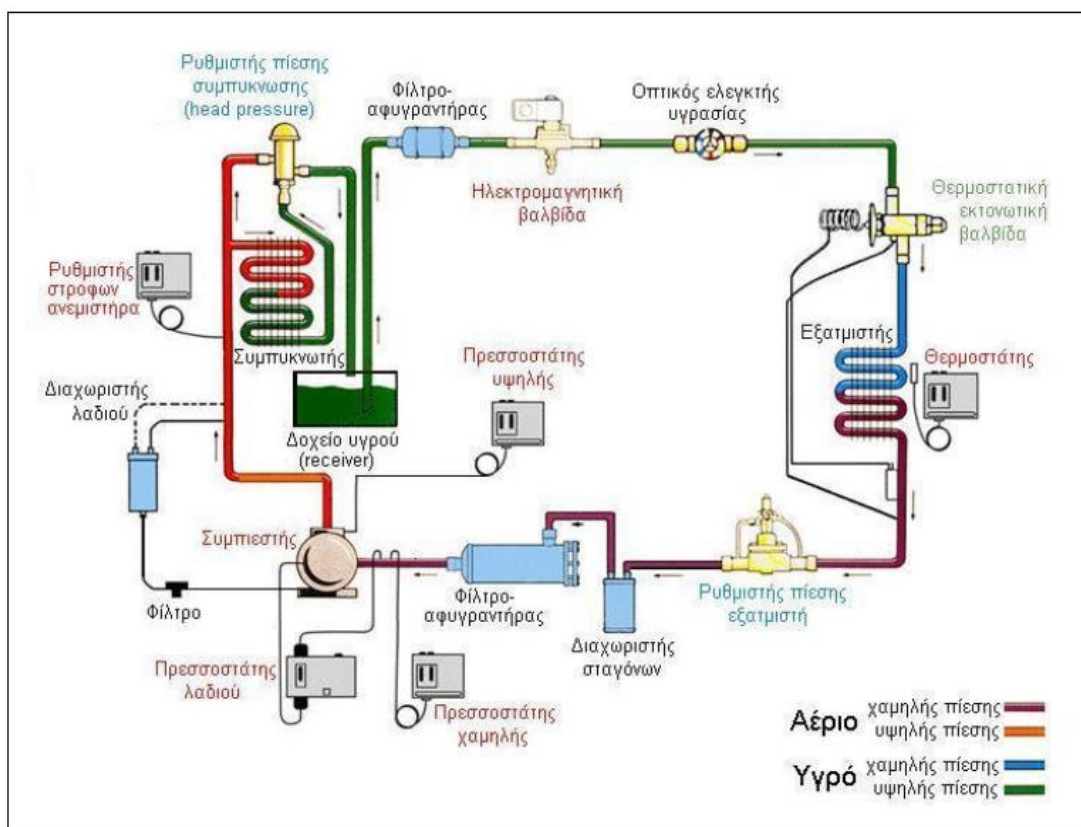 Ρυθμιστής πίεσης
συμπυκνωσης
(head pressure)
Φίλτρο-
αφυγραντήρας
Οπτικός ελεγκτής
υγρασίας
Ηλεκτρομαγνητική
βαλβίδα
Θερμοστατική
εκτονωτική
βαλβίδα
Ρυθμιστής
στροφων
ανεμιστήρα
Συμπυκνωτής
Εξατμιστής
Πρεσσοστάτης
υψηλής
Θερμοστάτης
Διαχωριστής
λαδιού
Δοχείο υγρού
(receiver)
Συμπιεστής
Φίλτρο
Φίλτρο-
αφυγραντήρας
Ρυθμιστής πίεσης
εξατμιστή
Διαχωριστής
σταγόνων
Πρεσσοστάτης
λαδιού
Πρεσσοστάτης
χαμηλής
Αέριο
χαμηλής πίεσης
υψηλής πίεσης
Υγρό
χαμηλής πίεσης
υψηλής πίεσης